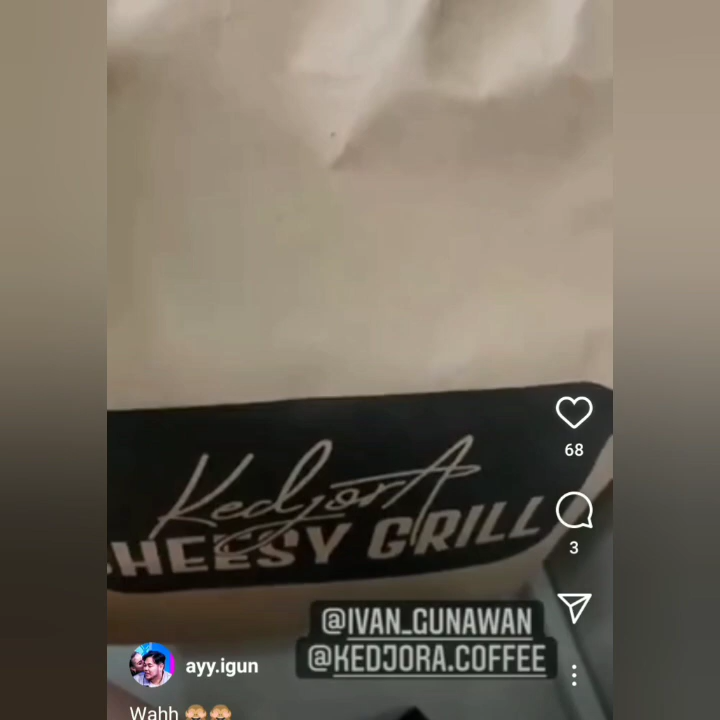 KedjorA
HEESY GRILL
68
3
@IVAN_GUNAWAN
@KEDJORA.COFFEE
ayy.igun
Wahh 🙈🙈